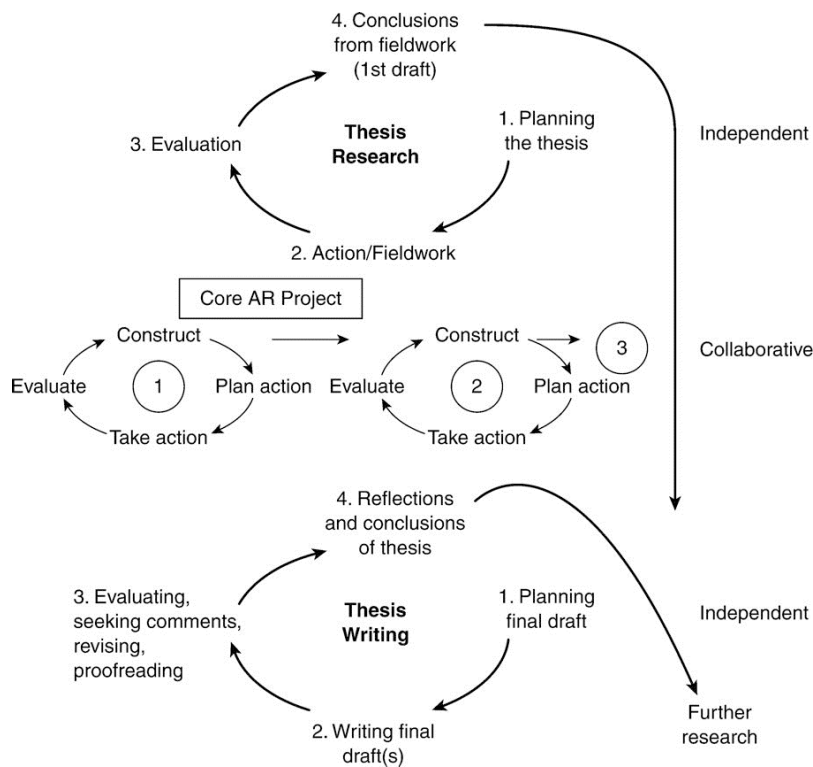 4. Conclusions
from fieldwork
(1st draft)
1. Planning
the thesis
Thesis
Research
3. Evaluation
Independent
2. Action/Fieldwork
Core AR Project
Construct
Evaluate
1
Plan action
Take action
Construct
Evaluate
2
Plan action
Take action
3
Collaborative
4. Reflections
and conclusions
of thesis
1. Planning
final draft
Thesis
Writing
3. Evaluating,
seeking comments,
revising,
proofreading
Independent
2. Writing final
draft(s)
Further
research